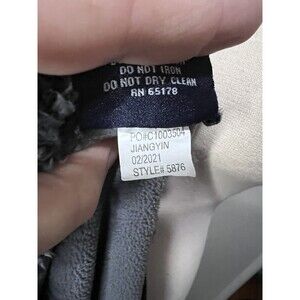 DO NOT IRON
DO NOT DRY CLEAN
RN 65178
PO#C1003504
JIANGYIN
02/2021
STYLE# 5876